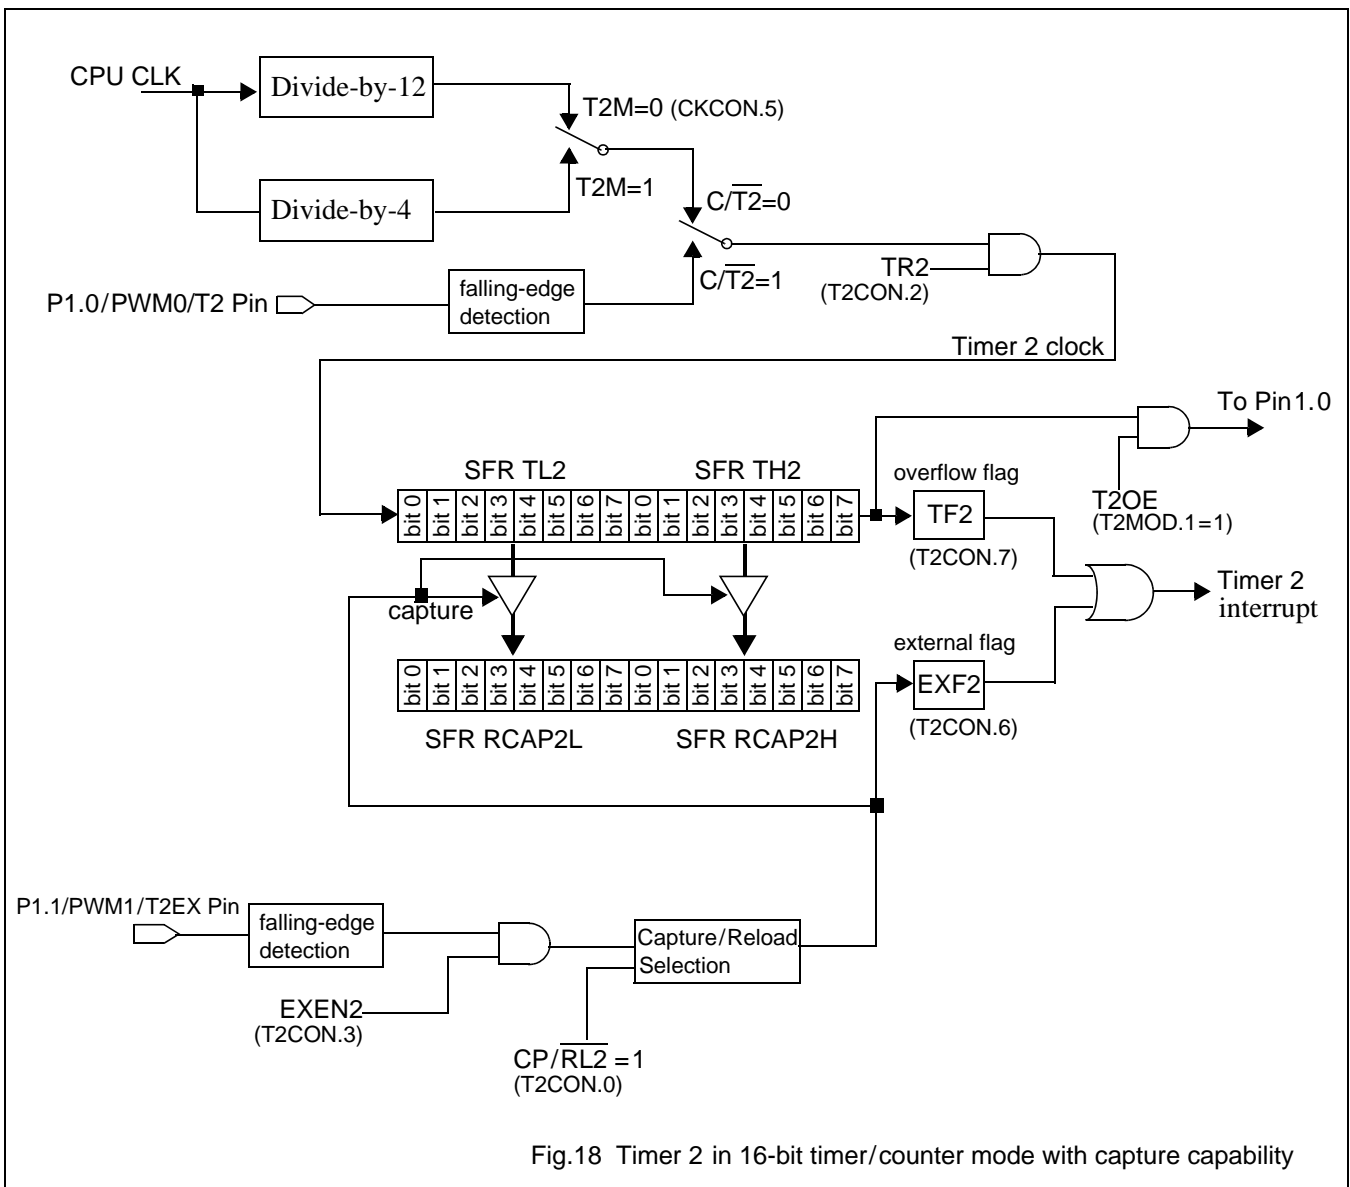 CPU CLK
Divide-by-12
T2M=0 (CKCON.5)
T2M=1
Divide-by-4
C/T2=0
C/T2=1
TR2
(T2CON.2)
P1.0/PWM0/T2 Pin
falling-edge
detection
Timer 2 clock
To Pin1.0
SFR TL2
SFR TH2
overflow flag
bit 0 bit 1 bit 2 bit 3 bit 4 bit 5 bit 6 bit 7 bit 0 bit 1 bit 2 bit 3 bit 4 bit 5 bit 6 bit 7
TF2
(T2CON.7)
T2OE
(T2MOD.1=1)
capture
Timer 2
interrupt
external flag
bit 0 bit 1 bit 2 bit 3 bit 4 bit 5 bit 6 bit 7 bit 0 bit 1 bit 2 bit 3 bit 4 bit 5 bit 6 bit 7
EXF2
(T2CON.6)
SFR RCAP2L
SFR RCAP2H
P1.1/PWM1/T2EX Pin
falling-edge
detection
Capture/Reload
Selection
EXEN2
(T2CON.3)
CP/RL2 =1
(T2CON.0)
Fig.18 Timer 2 in 16-bit timer/counter mode with capture capability